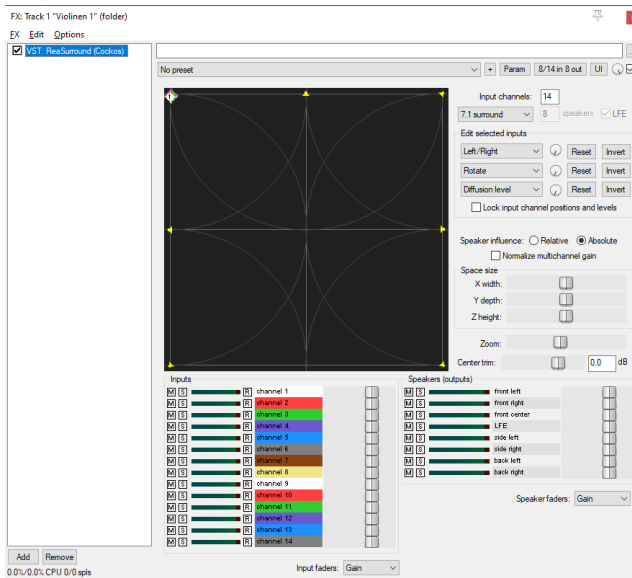 FX: Track 1 "Violinen 1" (folder)
FX Edit Options
VST: ReaSurround (Cockos)
No preset
+ Param 8/14 in 8 out UI
1
Input channels: 14
7.1 surround 8 speakers LFE
Edit selected inputs
Left/Right Reset Invert
Rotate Reset Invert
Diffusion level Reset Invert
Lock input channel positions and levels
Speaker influence: Relative Absolute
Normalize multichannel gain
Space size
X width:
Y depth:
Z height:
Zoom:
Center trim: 0.0 dB
Inputs
M S R channel 1
M S R channel 2
M S R channel 3
M S R channel 4
M S R channel 5
M S R channel 6
M S R channel 7
M S R channel 8
M S R channel 9
M S R channel 10
M S R channel 11
M S R channel 12
M S R channel 13
M S R channel 14
Input faders: Gain
Speakers (outputs)
M S front left
M S front right
M S front center
M S LFE
M S side left
M S side right
M S back left
M S back right
Speaker faders: Gain
Add Remove
0.0%/0.0% CPU 0/0 spls